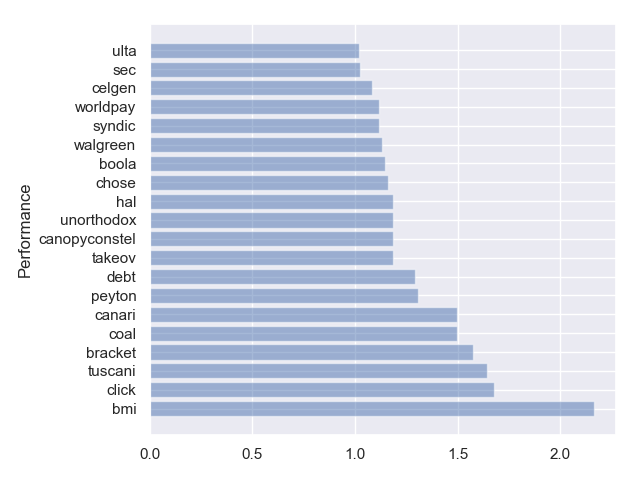 ulta
sec
celgen
worldpay
syndic
walgreen
boola
chose
hal
unorthodox
canopyconstel
takeov
debt
peyton
canari
coal
bracket
tuscani
click
bmi
Performance
0.0 0.5 1.0 1.5 2.0